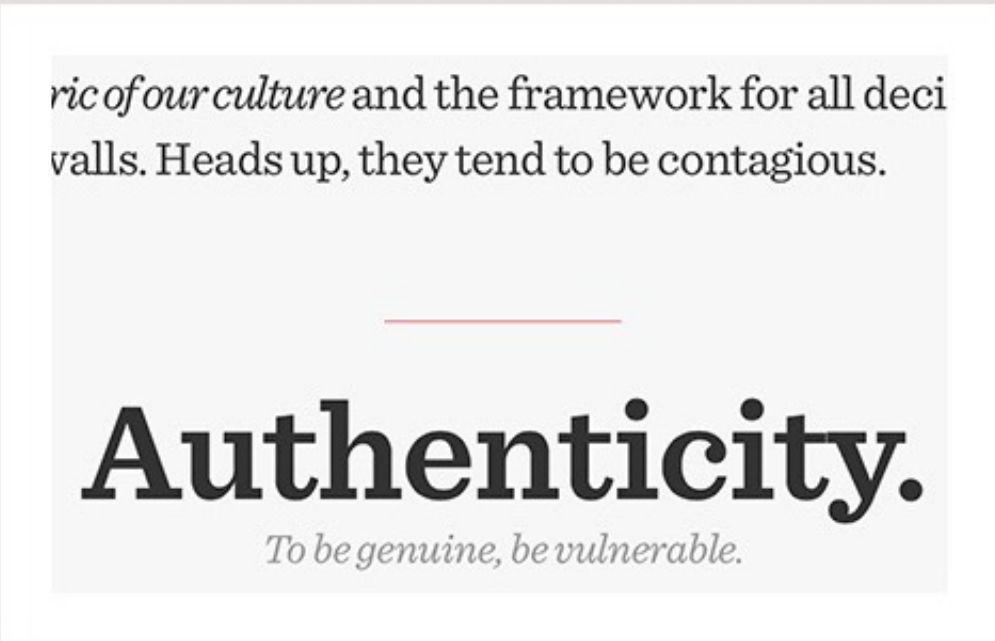 ric of our culture and the framework for all deci
walls. Heads up, they tend to be contagious.
Authenticity.
To be genuine, be vulnerable.